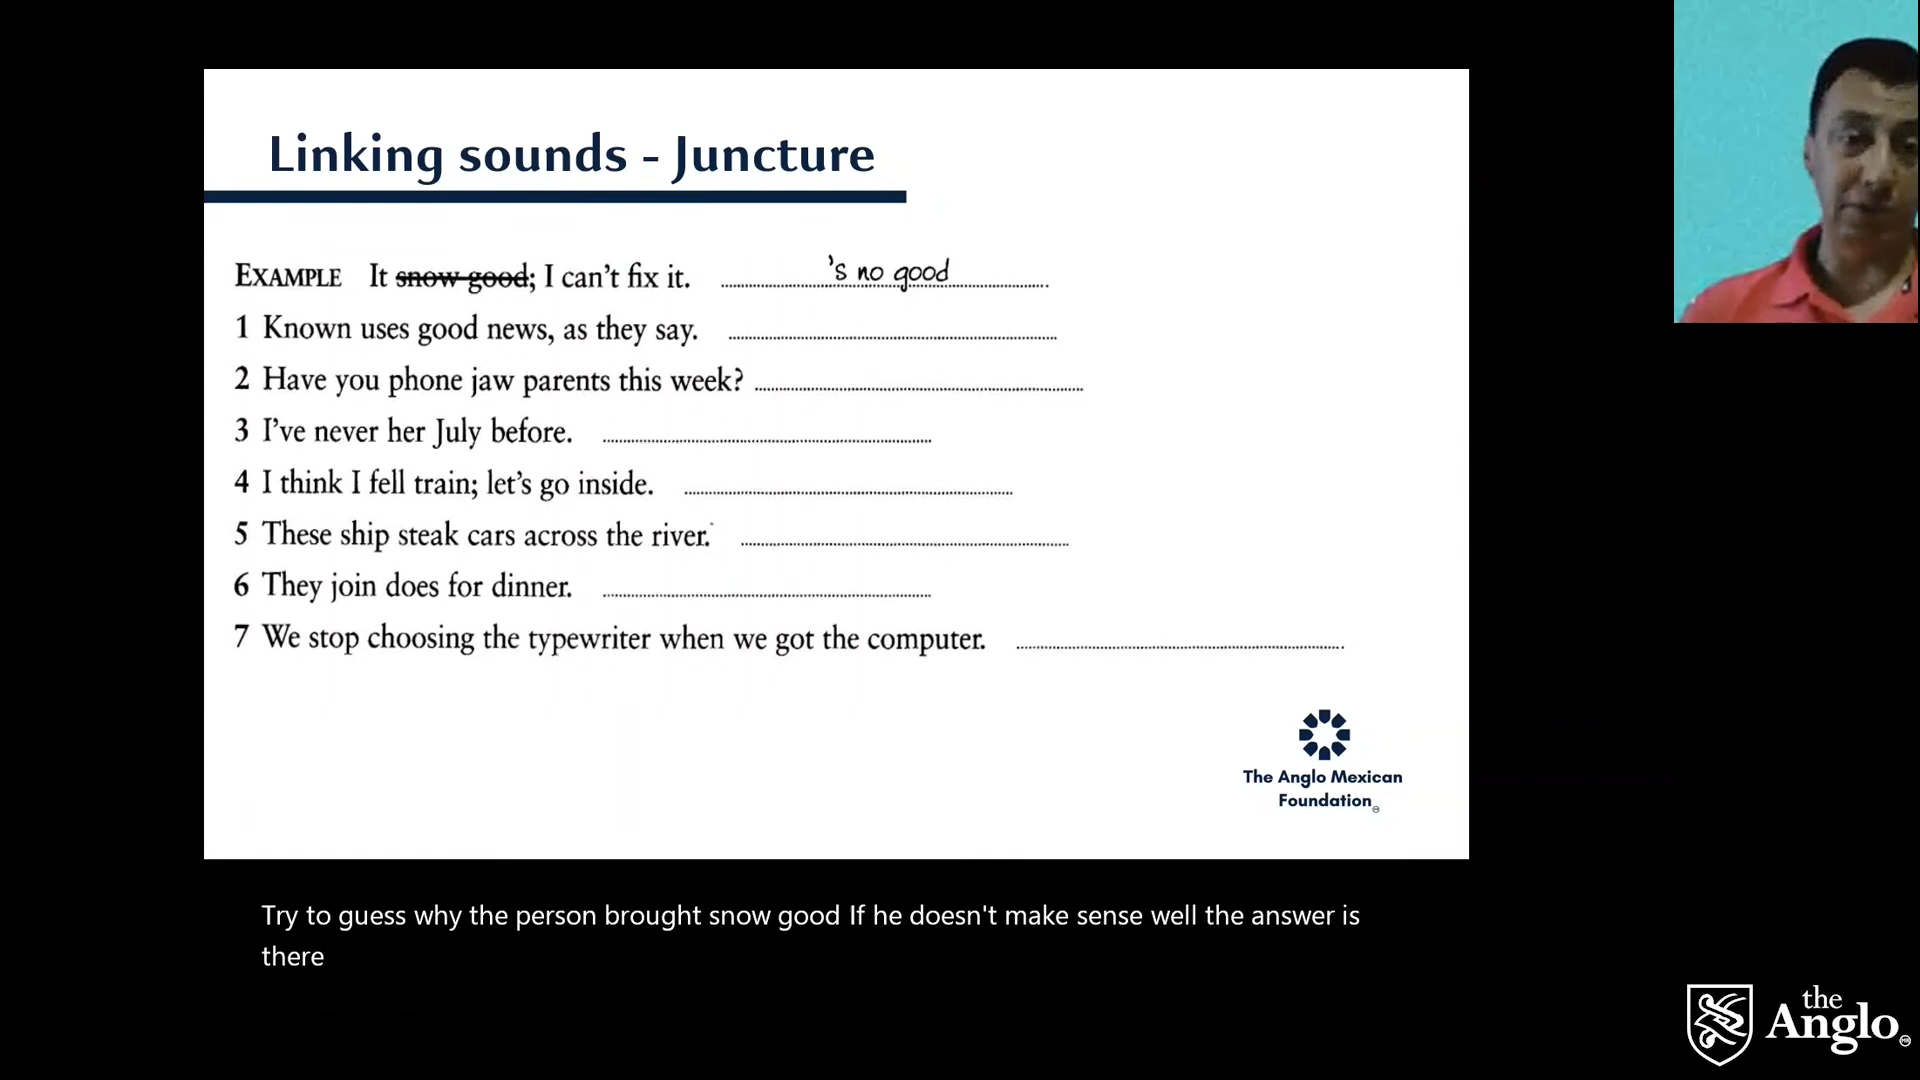 Linking sounds - Juncture
EXAMPLE It snow good; I can't fix it. 's no good
1 Known uses good news, as they say.
2 Have you phone jaw parents this week?
3 I've never her July before.
4 I think I fell train; let's go inside.
5 These ship steak cars across the river.
6 They join does for dinner.
7 We stop choosing the typewriter when we got the computer.
The Anglo Mexican
Foundation
Try to guess why the person brought snow good If he doesn't make sense well the answer is
there
the
Anglo